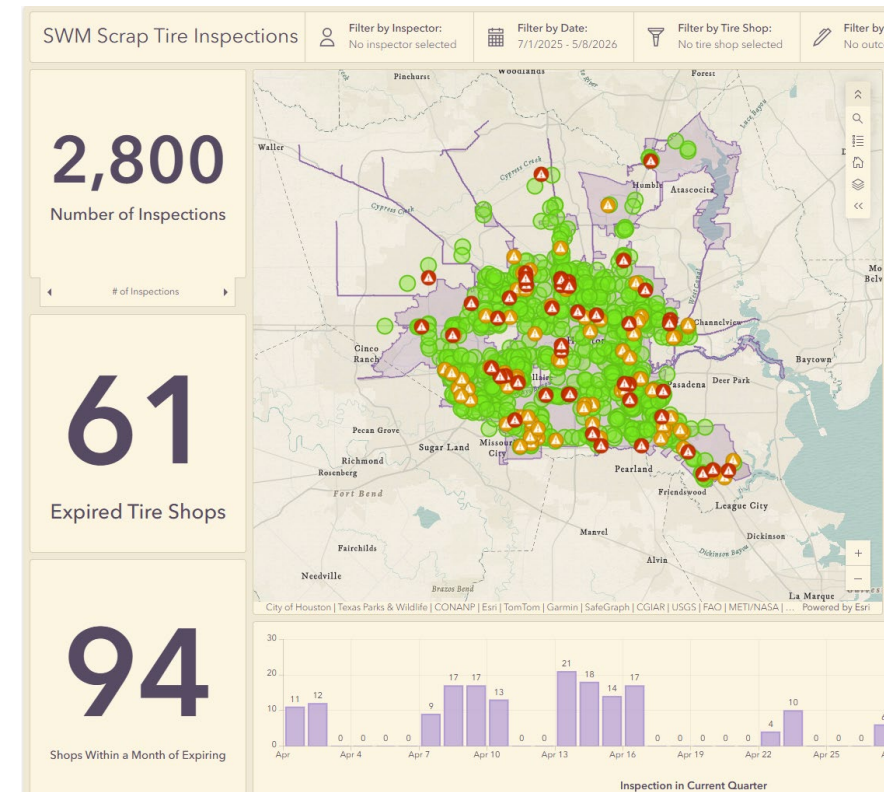 SWM Scrap Tire Inspections
Filter by Inspector:
No inspector selected
Filter by Date:
7/1/2025 - 5/8/2026
Filter by Tire Shop:
No tire shop selected
Filter by
2,800
Number of Inspections
# of Inspections
61
Expired Tire Shops
94
Shops Within a Month of Expiring
Pinehurst
Woodlands
Forest
Waller
Cypress Creek
Humble
Atascocita
Cypress Creek
Channelview
Cinco
Ranch
Baytown
Pasadena
Deer Park
Pecan Grove
Sugar Land
Missouri
City
Richmond
Rosenberg
Pearland
Fort Bend
Friendswood
League City
Manvel
Dickinson
Fairchilds
Alvin
Dickinson Bayou
Needville
Brazos Bend
La Marque
City of Houston | Texas Parks & Wildlife | CONANP | Esri | TomTom | Garmin | SafeGraph | CGIAR | USGS | FAO | METI/NASA | ...
Powered by Esri
30
20
10
0
11 12 0 0 0 0 9 17 17 13 0 0 21 18 14 17 0 0 0 0 0 4 10 0 0 0
Apr
Apr 4
Apr 7
Apr 10
Apr 13
Apr 16
Apr 19
Apr 22
Apr 25
Inspection in Current Quarter